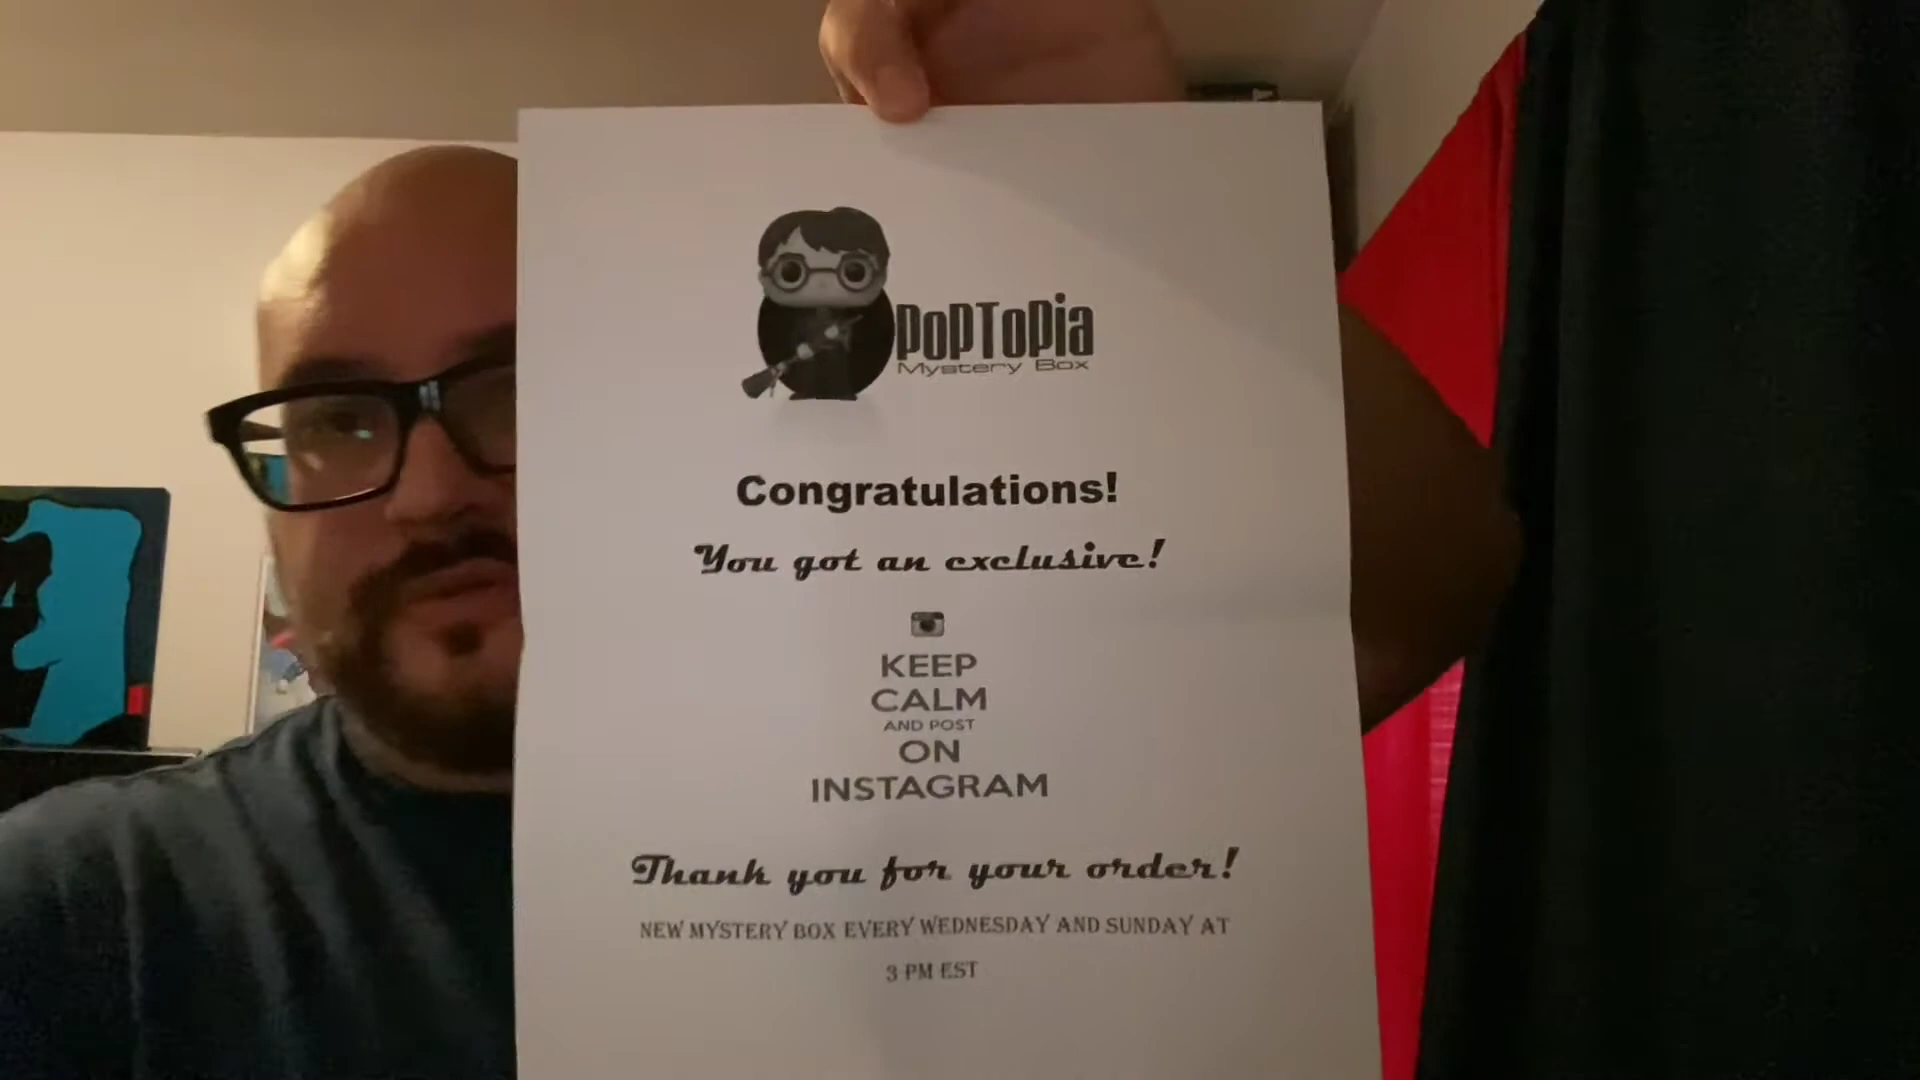 PopTopia
Mystery Box
Congratulations!
You got an exclusive!
KEEP
CALM
AND POST
ON
INSTAGRAM
Thank you for your order!
NEW MYSTERY BOX EVERY WEDNESDAY AND SUNDAY AT
3 PM EST